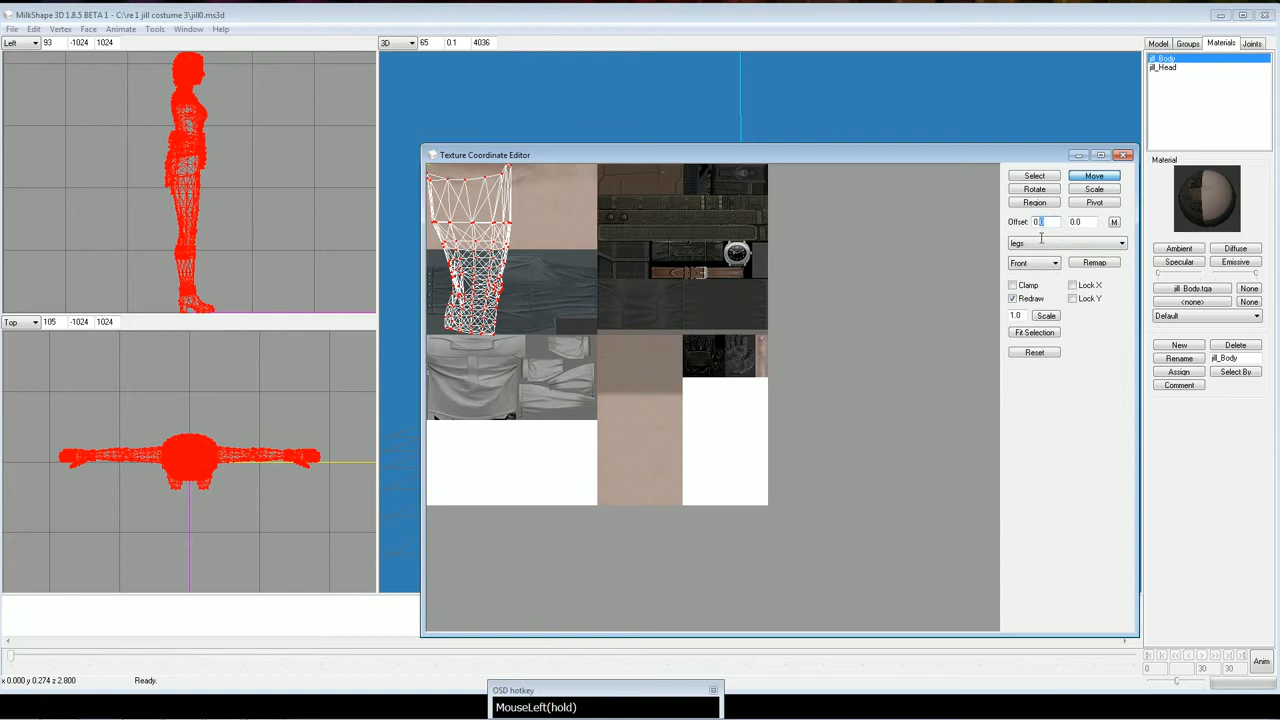 MilkShape 3D 1.8.5 BETA 1 - C:\re 1 jill costume 3\jill0.ms3d
File Edit Vertex Face Animate Tools Window Help
Left 93 -1024 1024
3D 65 0.1 4036
Model Groups Materials Joints
jill_Body
jill_Head
Texture Coordinate Editor
Select Move
Rotate Scale
Region Pivot
Offset: 0.0 0.0 M
legs
Front Remap
Clamp Lock X
Redraw Lock Y
1.0 Scale
Fit Selection
Reset
Material
Ambient Diffuse
Specular Emissive
jill_Body.tga None
<none> None
Default
New Delete
Rename jill_Body
Assign Select By
Comment
Top 105 -1024 1024
0 30 30 Anim
x 0.000 y 0.274 z 2.800 Ready.
OSD hotkey
MouseLeft(hold)